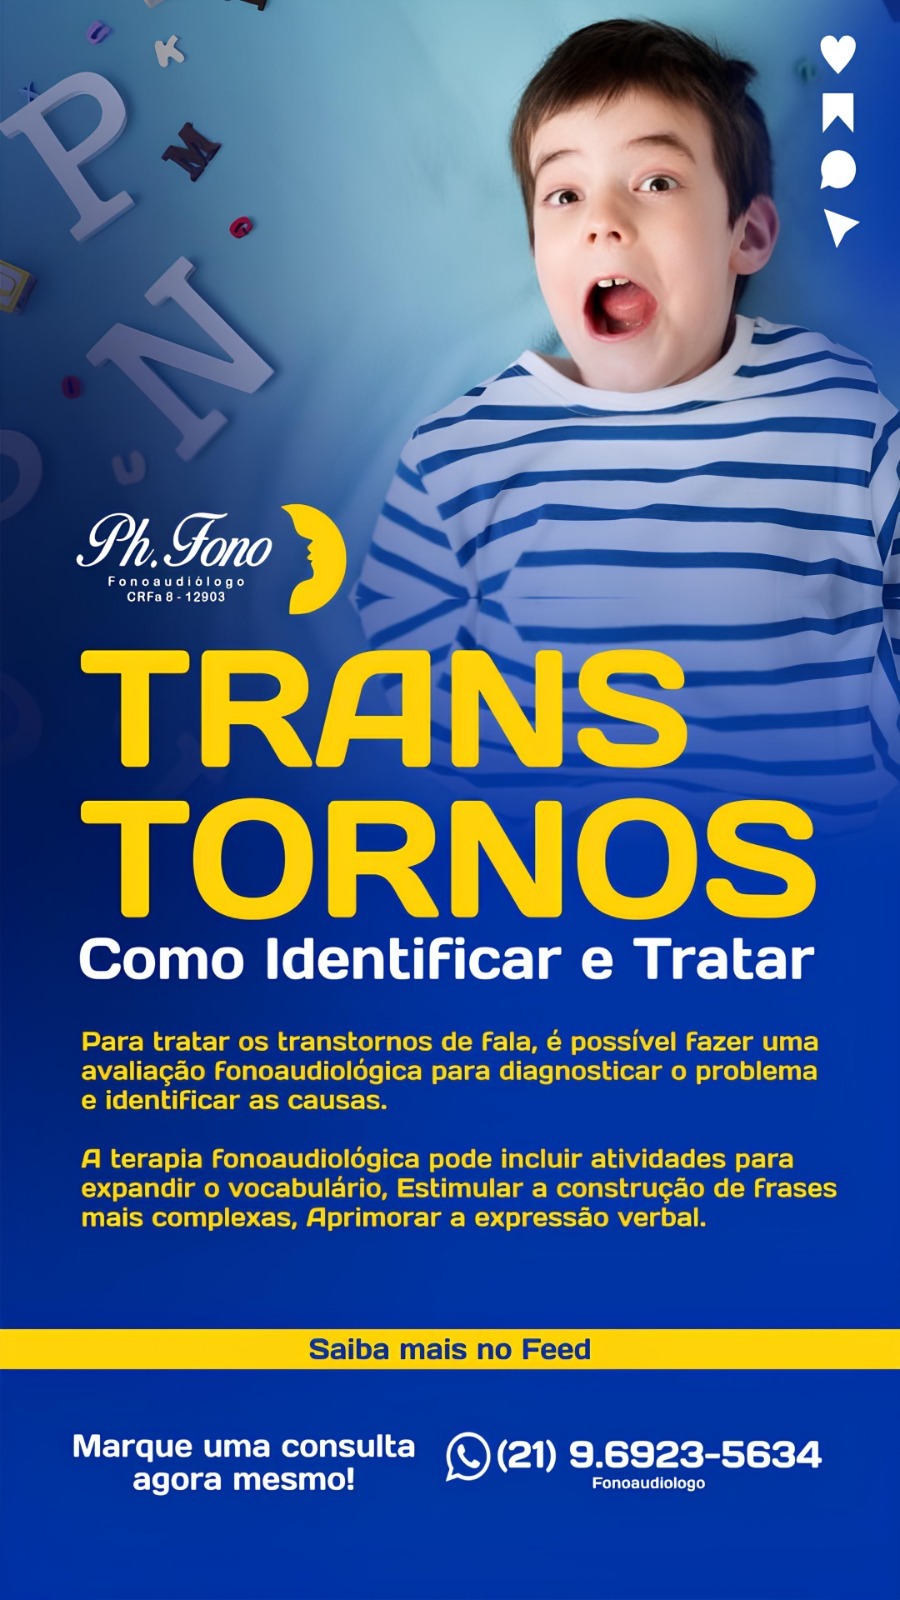 P
K
M
N
U
Ph. Fono
Fonoaudiólogo
CRFa 8 - 12903
TRANS
TORNOS
Como Identificar e Tratar
Para tratar os transtornos de fala, é possível fazer uma
avaliação fonoaudiológica para diagnosticar o problema
e identificar as causas.
A terapia fonoaudiológica pode incluir atividades para
expandir o vocabulário, Estimular a construção de frases
mais complexas, Aprimorar a expressão verbal.
Saiba mais no Feed
Marque uma consulta
agora mesmo!
(21) 9.6923-5634
Fonoaudiologo